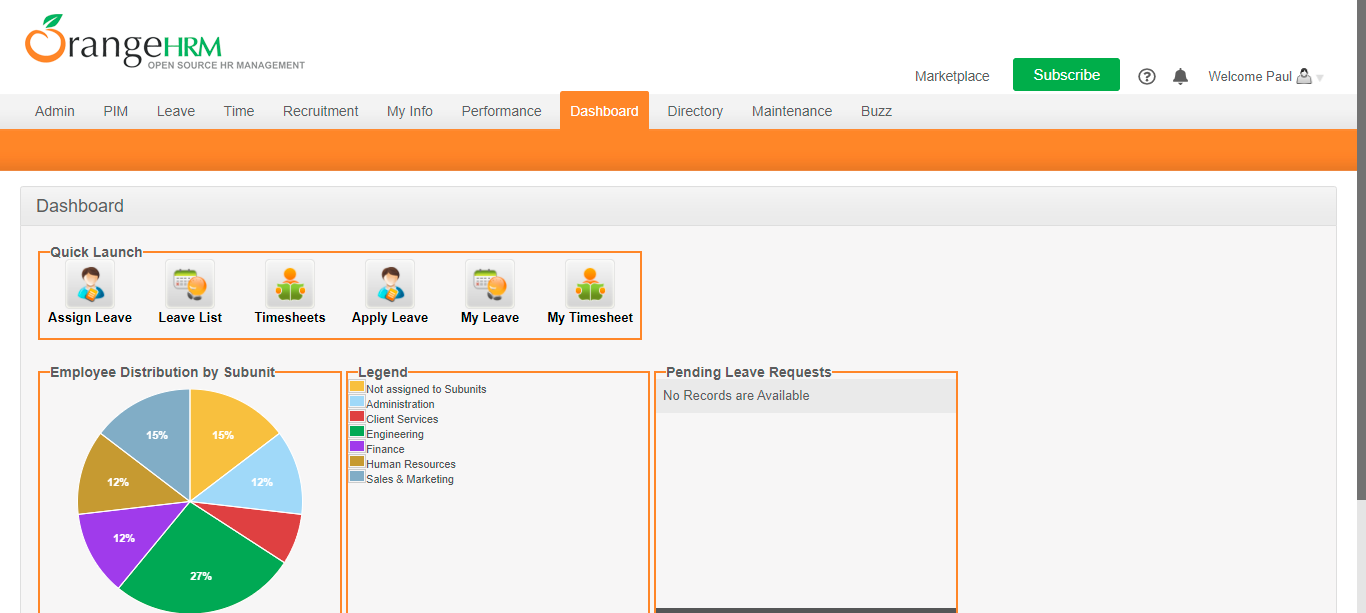 OrangeHRM
OPEN SOURCE HR MANAGEMENT
Marketplace
Subscribe
?
Welcome Paul
Admin PIM Leave Time Recruitment My Info Performance Dashboard Directory Maintenance Buzz
Dashboard
Quick Launch
Assign Leave Leave List Timesheets Apply Leave My Leave My Timesheet
Employee Distribution by Subunit
15% 15%
12% 12%
12%
27%
Legend
Not assigned to Subunits
Administration
Client Services
Engineering
Finance
Human Resources
Sales & Marketing
Pending Leave Requests
No Records are Available